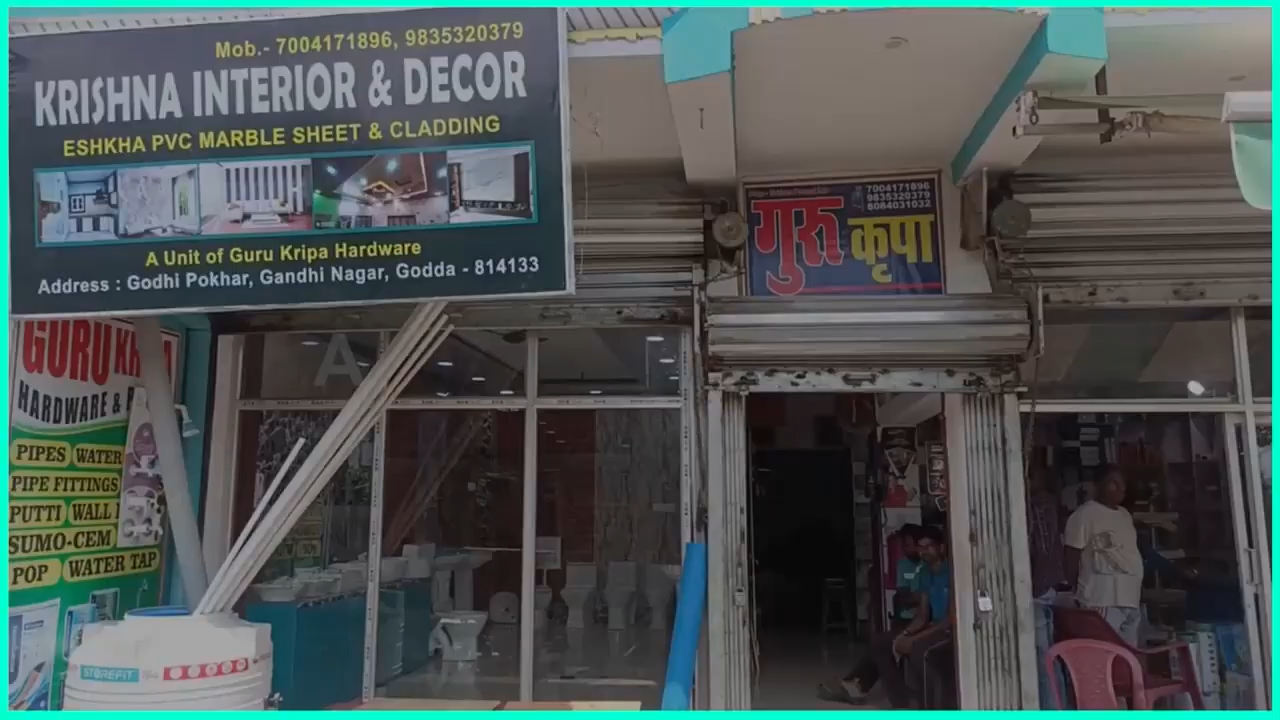 Mob.- 7004171896, 9835320379
KRISHNA INTERIOR & DECOR
ESHKHA PVC MARBLE SHEET & CLADDING
A Unit of Guru Kripa Hardware
Address : Godhi Pokhar, Gandhi Nagar, Godda - 814133
7004171896
9835320379
8084031032
गुरू कृपा
GURU
HARDWARE &
PIPES WATER
PIPE FITTINGS
PUTTI WALL
SUMO-CEM
POP WATER TAP
STOREFIT